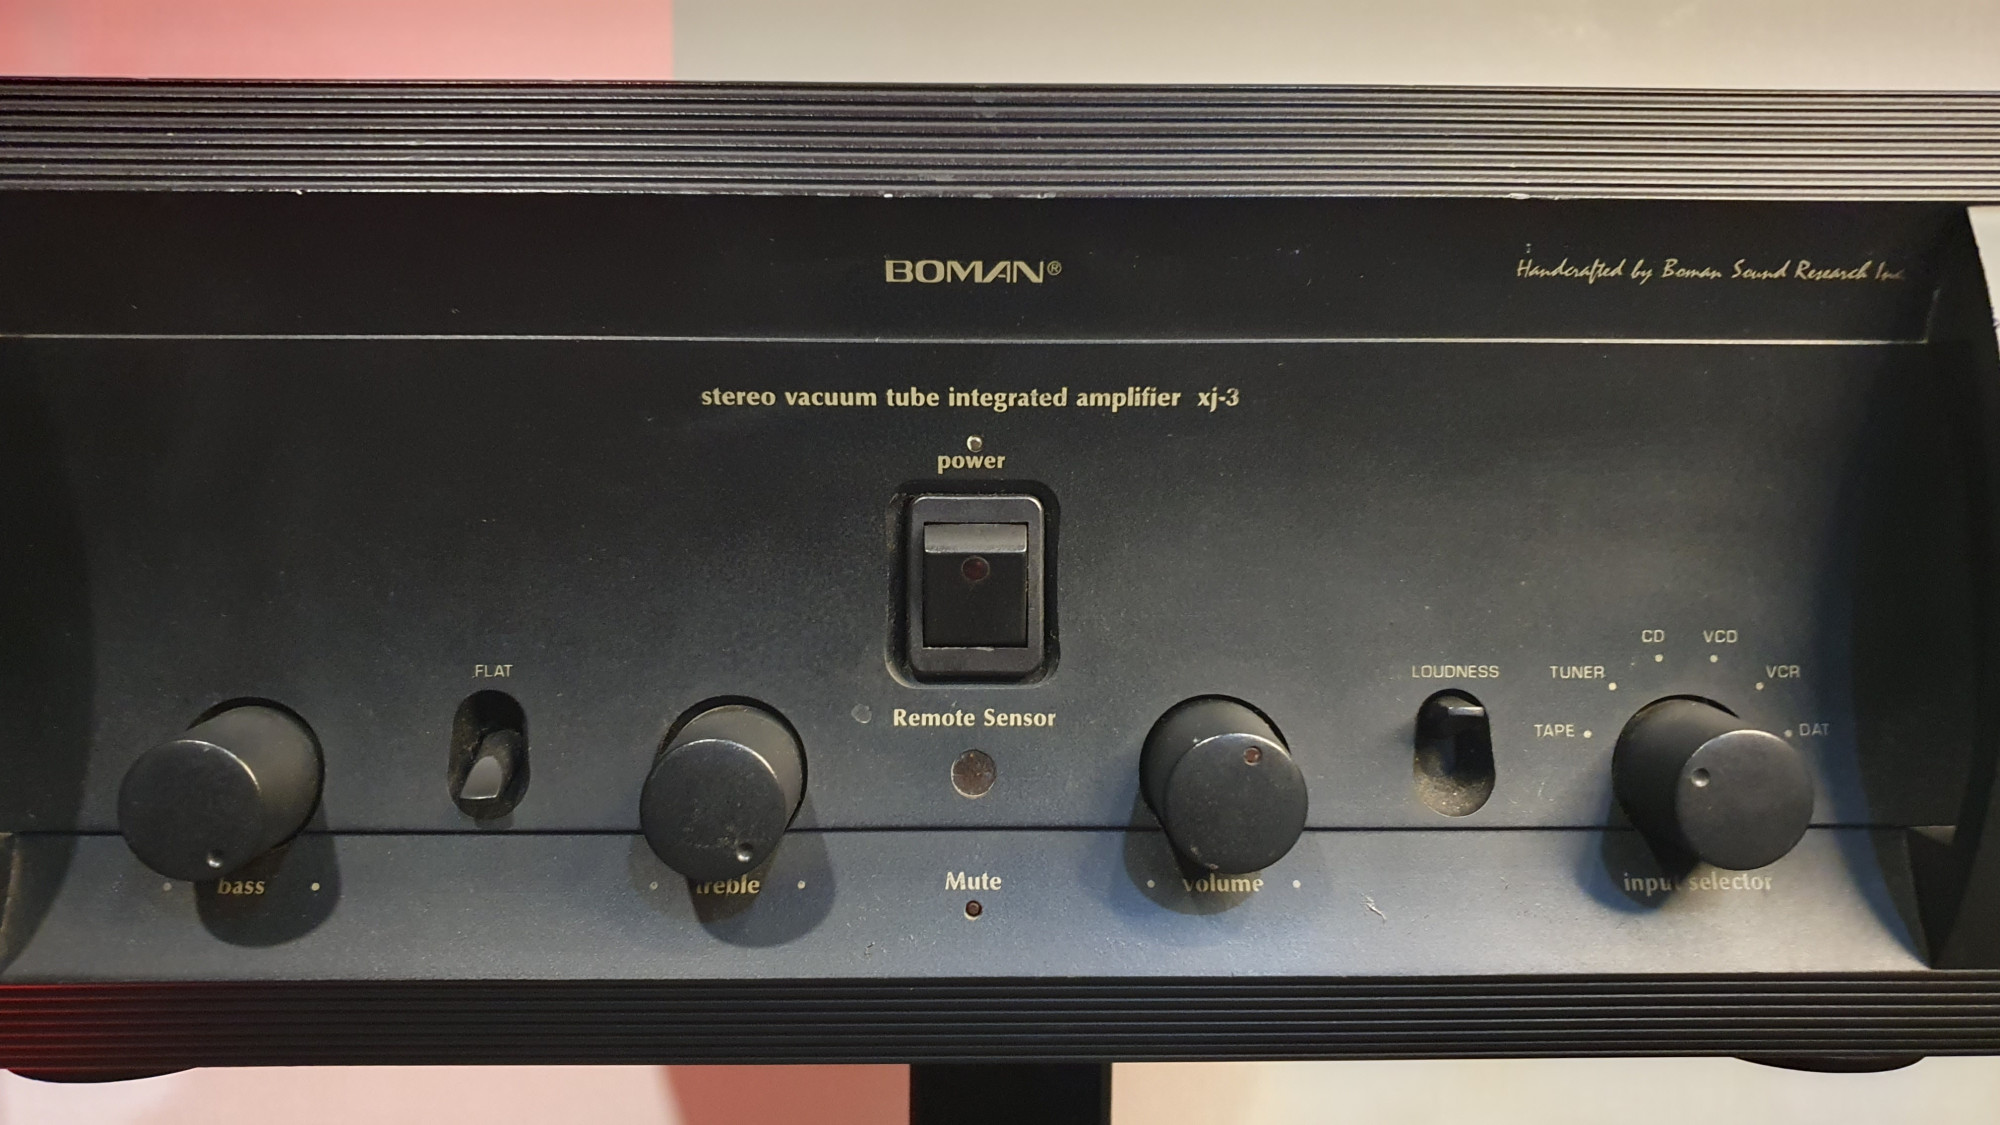 BOMAN®
Handcrafted by Boman Sound Research Inc
stereo vacuum tube integrated amplifier xj-3
power
CD VCD
FLAT
LOUDNESS
TUNER
VCR
Remote Sensor
TAPE
DAT
bass
treble
Mute
volume
input selector